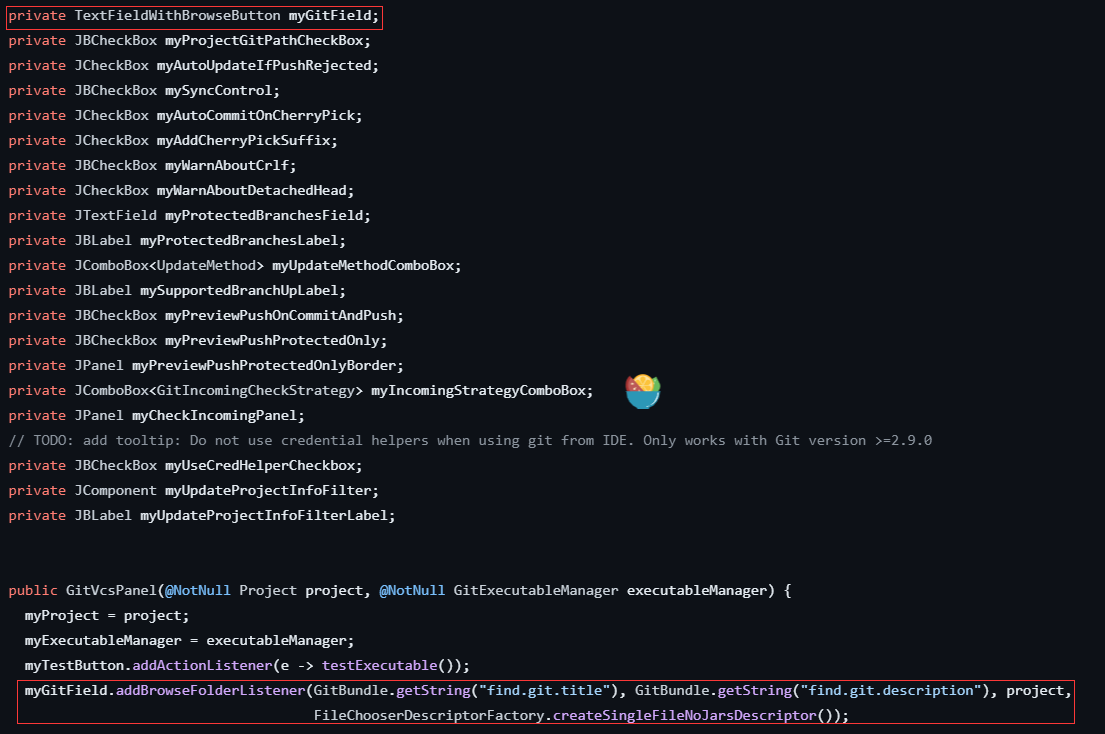 private TextFieldWithBrowseButton myGitField;
private JBCheckBox myProjectGitPathCheckBox;
private JCheckBox myAutoUpdateIfPushRejected;
private JBCheckBox mySyncControl;
private JCheckBox myAutoCommitOnCherryPick;
private JCheckBox myAddCherryPickSuffix;
private JBCheckBox myWarnAboutCrlf;
private JCheckBox myWarnAboutDetachedHead;
private JTextField myProtectedBranchesField;
private JBLabel myProtectedBranchesLabel;
private JComboBox<UpdateMethod> myUpdateMethodComboBox;
private JBLabel mySupportedBranchUpLabel;
private JBCheckBox myPreviewPushOnCommitAndPush;
private JBCheckBox myPreviewPushProtectedOnly;
private JPanel myPreviewPushProtectedOnlyBorder;
private JComboBox<GitIncomingCheckStrategy> myIncomingStrategyComboBox;
private JPanel myCheckIncomingPanel;
// TODO: add tooltip: Do not use credential helpers when using git from IDE. Only works with Git version >=2.9.0
private JBCheckBox myUseCredHelperCheckbox;
private JComponent myUpdateProjectInfoFilter;
private JBLabel myUpdateProjectInfoFilterLabel;
public GitVcsPanel(@NotNull Project project, @NotNull GitExecutableManager executableManager) {
myProject = project;
myExecutableManager = executableManager;
myTestButton.addActionListener(e -> testExecutable());
myGitField.addBrowseFolderListener(GitBundle.getString("find.git.title"), GitBundle.getString("find.git.description"), project,
FileChooserDescriptorFactory.createSingleFileNoJarsDescriptor());